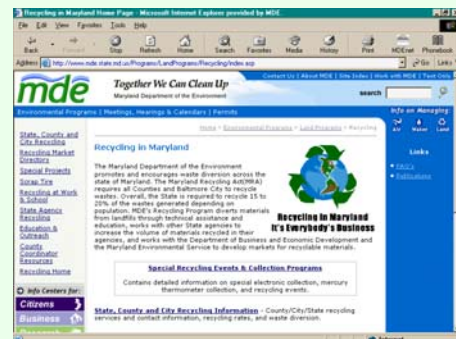 Recycling in Maryland Home Page - Microsoft Internet Explorer provided by MDE
File Edit View Favorites Tools Help
Back Forward Stop Refresh Home Search Favorites Media History Print MDEnet Phonebook
Address http://www.mde.state.md.us/Programs/LandPrograms/Recycling/index.asp Go Links
Contact Us | About MDE | Site Index | Work with MDE | Text Only
mde
Together We Can Clean Up
Maryland Department of the Environment
search
Environmental Programs | Meetings, Hearings & Calendars | Permits
Info on Managing:
Air Water Land
Home > Environmental Programs > Land Programs > Recycling
State, County and
City Recycling
Recycling Market
Directory
Special Projects
Scrap Tire
Recycling at Work
& School
State Agency
Recycling
Education &
Outreach
County
Coordinator
Resources
Recycling Home
Info Centers for:
Citizens
Business
Research
Recycling in Maryland
The Maryland Department of the Environment
promotes and encourages waste diversion across the
state of Maryland. The Maryland Recycling Act(MRA)
requires all Counties and Baltimore City to recycle
wastes. Overall, the State is required to recycle 15 to
20% of the wastes generated depending on
population. MDE's Recycling Program diverts materials
from landfills through technical assistance and
education, works with other State agencies to
increase the volume of materials recycled in their
agencies, and works with the Department of Business and Economic Development and
the Maryland Environmental Service to develop markets for recyclable materials.
Recycling in Maryland
It's Everybody's Business
Special Recycling Events & Collection Programs
Contains detailed information on special electronic collection, mercury
thermometer collection, and recycling events.
State, County and City Recycling Information - County/City/State recycling
services and contact information, recycling rates, and waste diversion.
Links
FAQ's
Publications
Internet